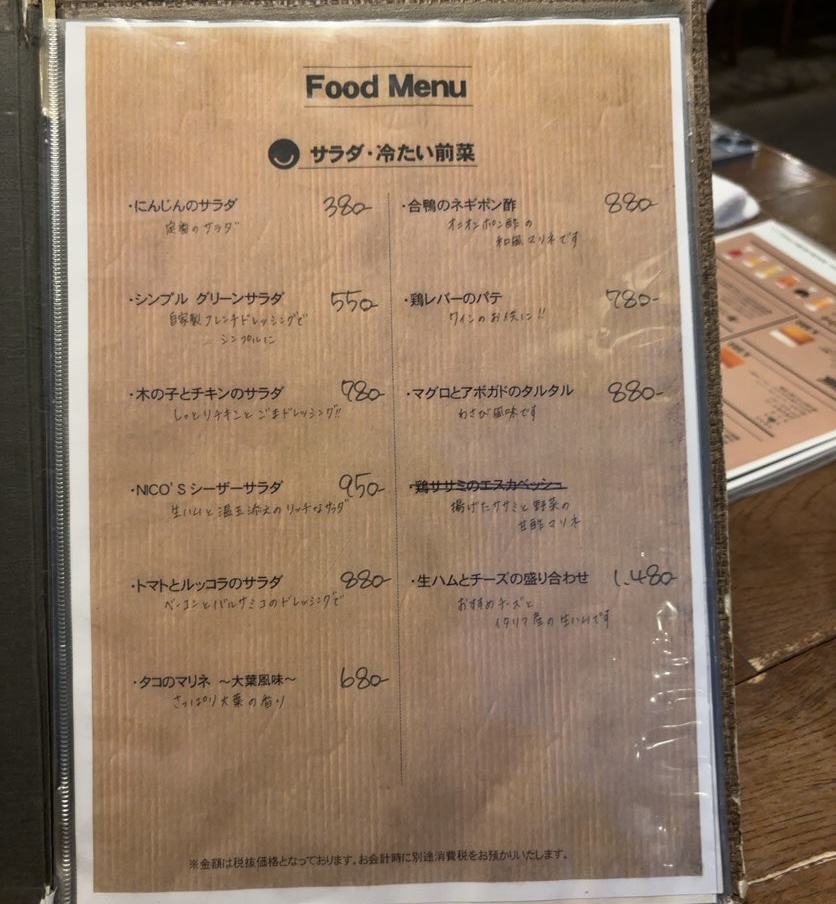 Food Menu
サラダ・冷たい前菜
・にんじんのサラダ 380-
定番のサラダ
・シンプル グリーンサラダ 550-
自家製フレンチドレッシングで
シンプルに
・木の子とチキンのサラダ 780-
しっとりチキンとごまドレッシング!!
・NICO'S シーザーサラダ 950-
生ハムと温玉添えのリッチなサラダ
・トマトとルッコラのサラダ 880-
ベーコンとバルサミコのドレッシングで
・タコのマリネ ～大葉風味～ 680-
さっぱり大葉の香り
・合鴨のネギポン酢 880-
オニオンポン酢の
和風マリネです
・鶏レバーのパテ 780-
ワインのお供に!!
・マグロとアボガドのタルタル 880-
わさび風味です
・鶏ササミのエスカベッシュ
揚げたササミと野菜の
甘酢マリネ
・生ハムとチーズの盛り合わせ 1.480-
おすすめチーズと
イタリア産の生ハムです
※金額は税抜価格となっております。お会計時に別途消費税をお預かりいたします。